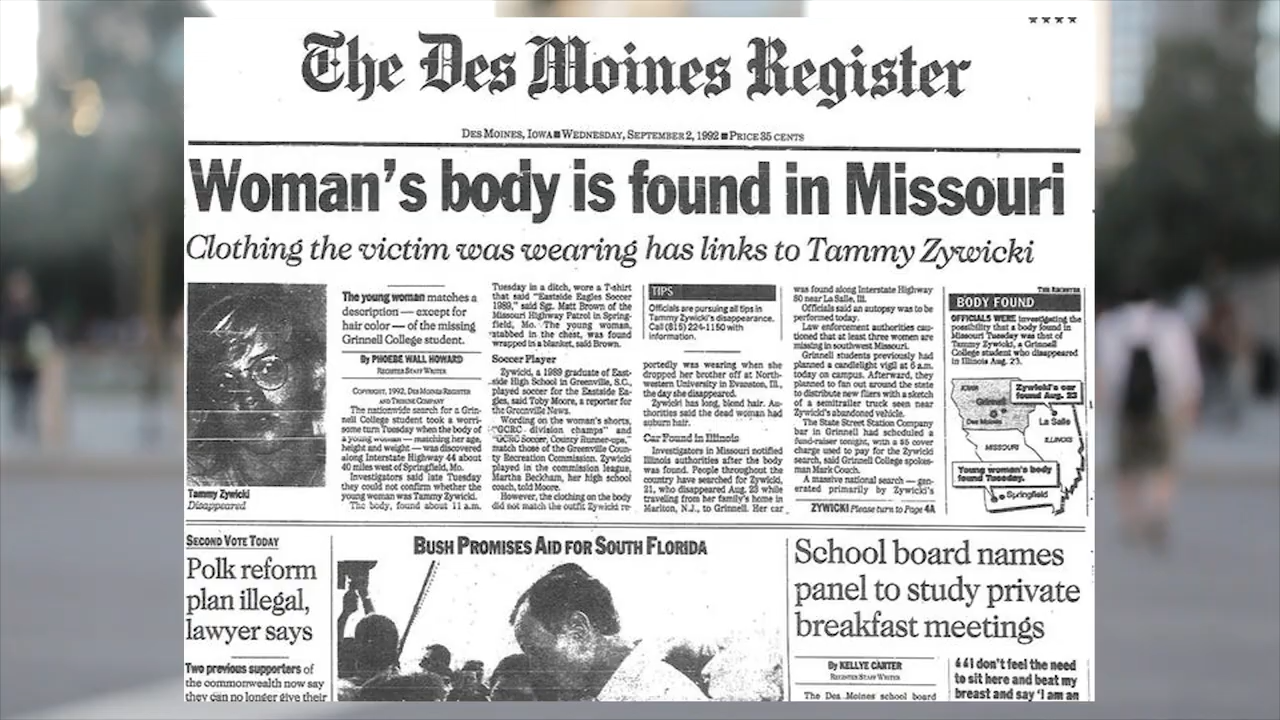 The Des Moines Register
DES MOINES, IOWA ■ WEDNESDAY, SEPTEMBER 2, 1992 ■ PRICE 35 CENTS
Woman's body is found in Missouri
Clothing the victim was wearing has links to Tammy Zywicki
Tammy Zywicki
Disappeared
The young woman matches a
description — except for
hair color — of the missing
Grinnell College student.
By PHOEBE WALL HOWARD
REGISTER STAFF WRITER
COPYRIGHT, 1992, DES MOINES REGISTER
AND TRIBUNE COMPANY
The nationwide search for a Grin-
nell College student took a worri-
some turn Tuesday when the body of
a young woman — matching her age,
height and weight — was discovered
along Interstate Highway 44 about
40 miles west of Springfield, Mo.
Investigators said late Tuesday
they could not confirm whether the
young woman was Tammy Zywicki.
The body, found about 11 a.m.
Tuesday in a ditch, wore a T-shirt
that said "Eastside Eagles Soccer
1989," said Sgt. Matt Brown of the
Missouri Highway Patrol in Spring-
field, Mo. The young woman,
stabbed in the chest, was found
wrapped in a blanket, said Brown.
Soccer Player
Zywicki, a 1989 graduate of East-
side High School in Greenville, S.C.,
played soccer for the Eastside Ea-
gles, said Toby Moore, a reporter for
the Greenville News.
Wording on the woman's shorts,
"GCRC division champs" and
"GCRC Soccer, County Runner-ups,"
match those of the Greenville Coun-
ty Recreation Commission. Zywicki
played in the commission league,
Martha Beckham, her high school
coach, told Moore.
However, the clothing on the body
did not match the outfit Zywicki re-
TIPS
Officials are pursuing all tips in
Tammy Zywicki's disappearance.
Call (815) 224-1150 with
information.
portedly was wearing when she
dropped her brother off at North-
western University in Evanston, Ill.,
the day she disappeared.
Zywicki has long, blond hair. Au-
thorities said the dead woman had
auburn hair.
Car Found in Illinois
Investigators in Missouri notified
Illinois authorities after the body
was found. People throughout the
country have searched for Zywicki,
21, who disappeared Aug. 23 while
traveling from her family's home in
Marlton, N.J., to Grinnell. Her car
was found along Interstate Highway
80 near La Salle, Ill.
Officials said an autopsy was to be
performed today.
Law enforcement authorities cau-
tioned that at least three women are
missing in southwest Missouri.
Grinnell students previously had
planned a candlelight vigil at 6 a.m.
today on campus. Afterward, they
planned to fan out around the state
to distribute new fliers with a sketch
of a semitrailer truck seen near
Zywicki's abandoned vehicle.
The State Street Station Company
bar in Grinnell had scheduled a
fund-raiser tonight, with a $5 cover
charge used to pay for the Zywicki
search, said Grinnell College spokes-
man Mark Couch.
A massive national search — gen-
erated primarily by Zywicki's
ZYWICKI Please turn to Page 4A
THE REGISTER
BODY FOUND
OFFICIALS WERE investigating the
possibility that a body found in
Missouri Tuesday was that of
Tammy Zywicki, a Grinnell
College student who disappeared
in Illinois Aug. 23.
IOWA
Zywicki's car
found Aug. 23
Grinnell
Des Moines
La Salle
ILLINOIS
MISSOURI
Young woman's body
found Tuesday.
Springfield
SECOND VOTE TODAY
Polk reform
plan illegal,
lawyer says
Two previous supporters of
the commonwealth now say
they can no longer give their
BUSH PROMISES AID FOR SOUTH FLORIDA
School board names
panel to study private
breakfast meetings
By KELLYE CARTER
REGISTER STAFF WRITER
The Des Moines school board
"I don't feel the need
to sit here and beat my
breast and say 'I am an